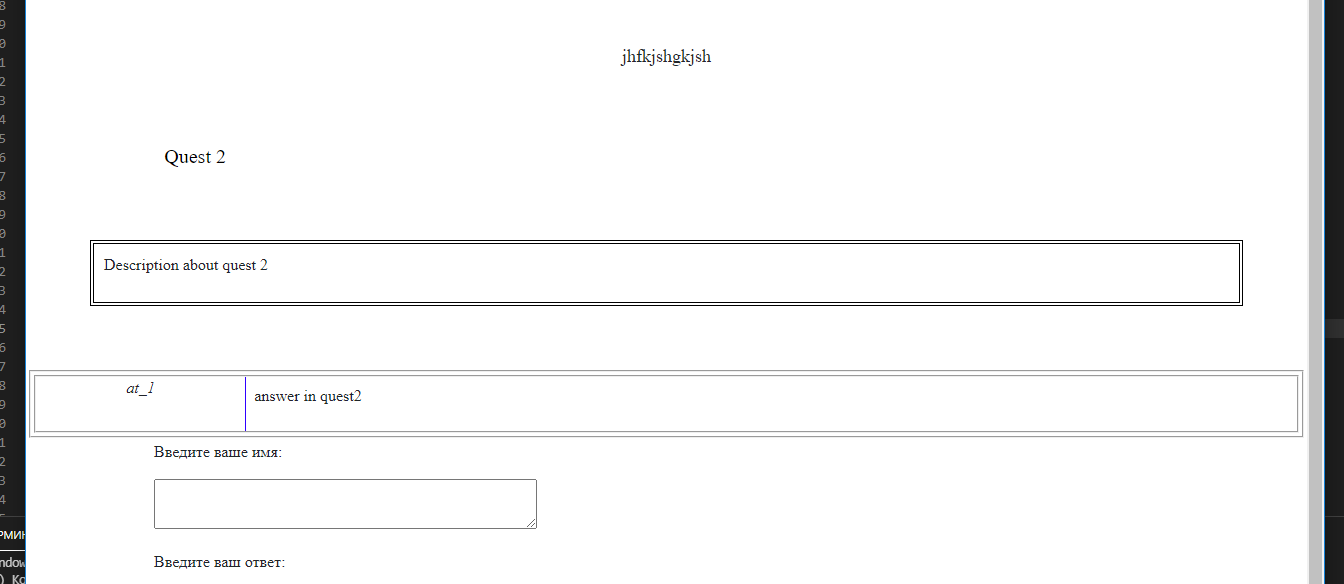 jhfkjshgkjsh
Quest 2
Description about quest 2
at_1
answer in quest2
Введите ваше имя:
Введите ваш ответ: